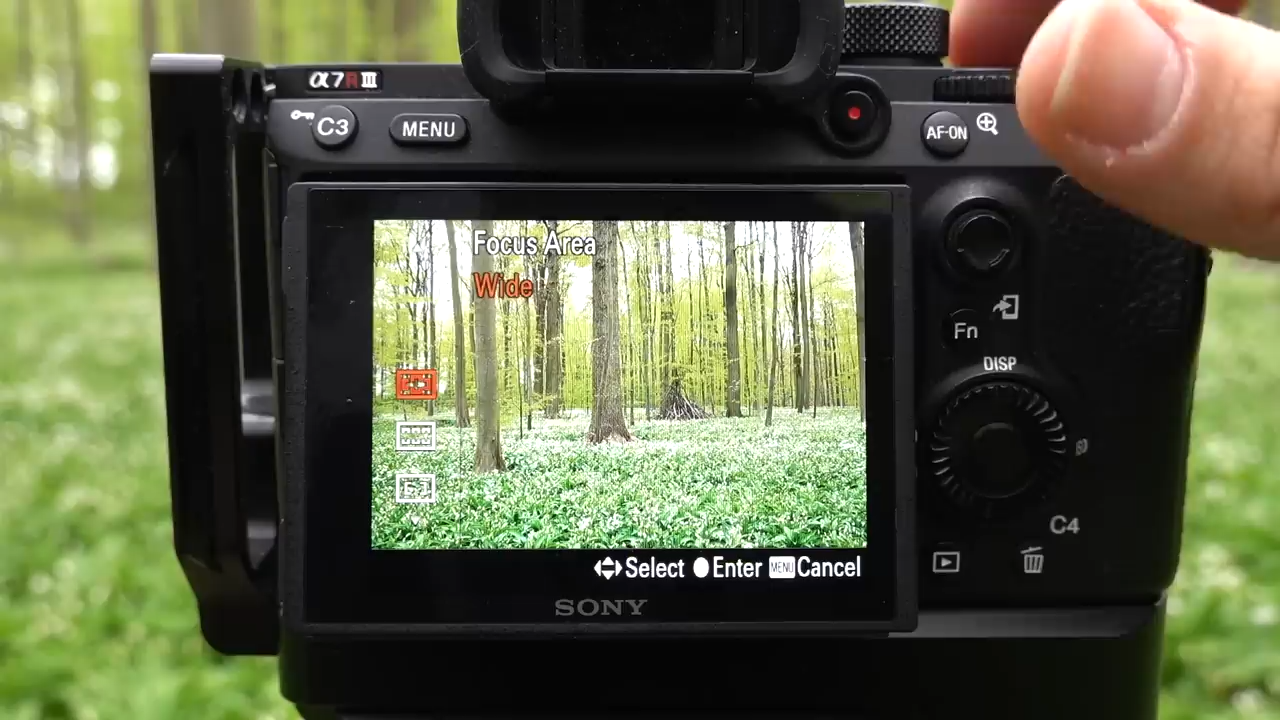 α7RIII
C3
MENU
AF-ON
Focus Area
Wide
Fn
DISP
C4
Select Enter MENU Cancel
SONY